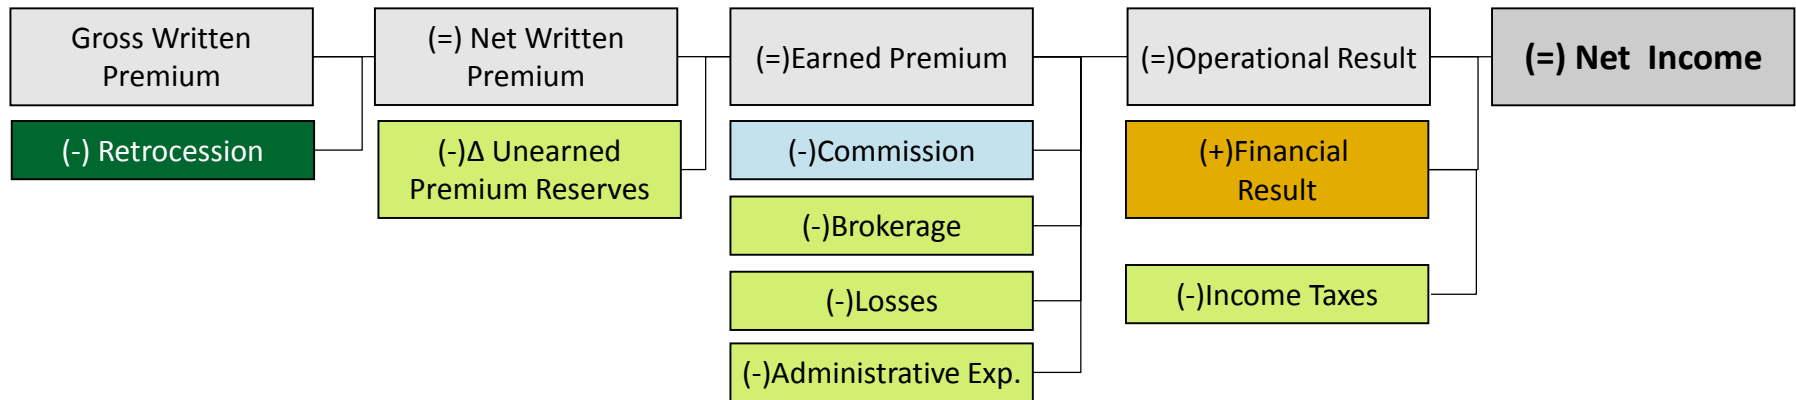 Gross Written
Premium
(-) Retrocession
(=) Net Written
Premium
(-)Δ Unearned
Premium Reserves
(=)Earned Premium
(-)Commission
(-)Brokerage
(-)Losses
(-)Administrative Exp.
(=)Operational Result
(+)Financial
Result
(-)Income Taxes
(=) Net Income